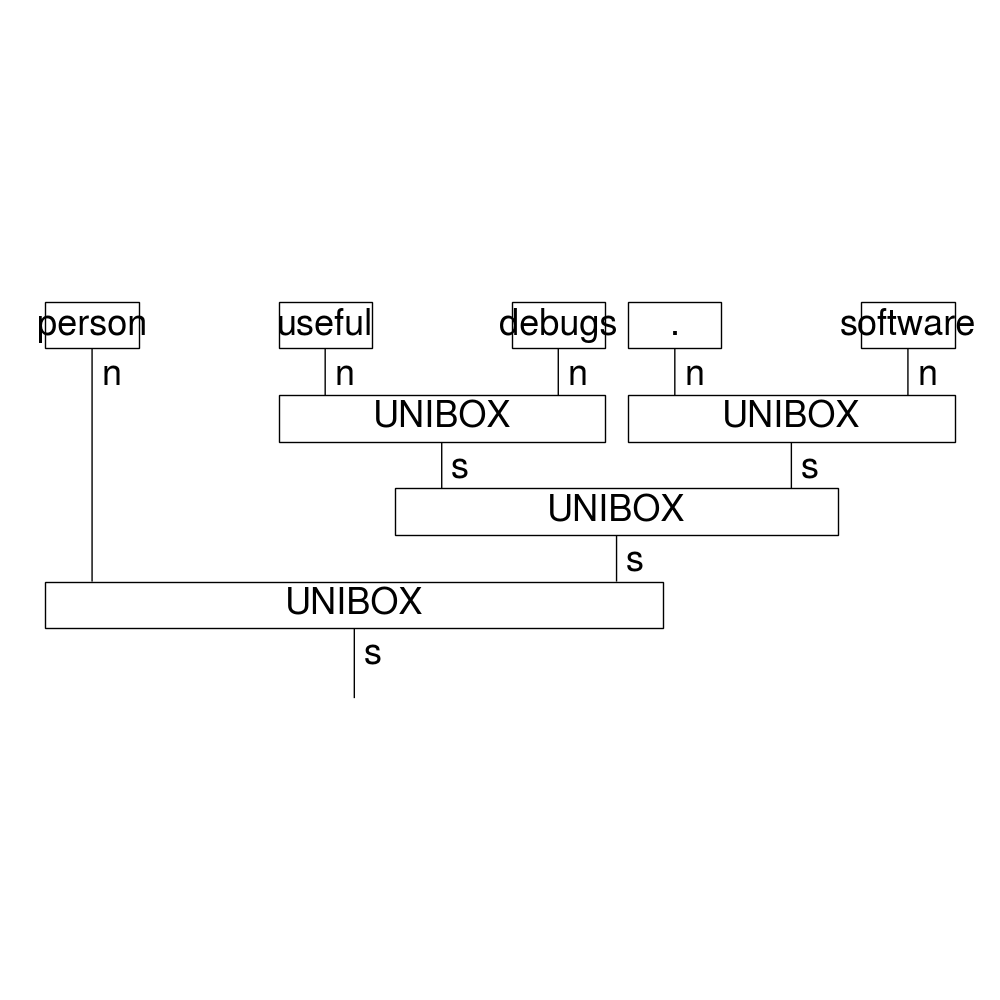 person useful debugs . software
n n n n n
UNIBOX UNIBOX
s s
UNIBOX
s
UNIBOX
s